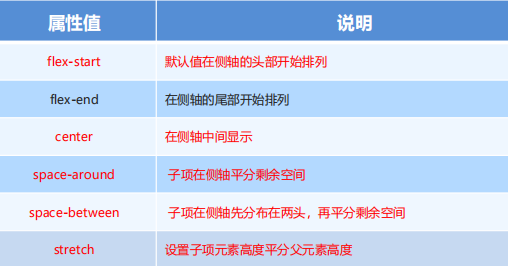 属性值 说明
flex-start 默认值在侧轴的头部开始排列
flex-end 在侧轴的尾部开始排列
center 在侧轴中间显示
space-around 子项在侧轴平分剩余空间
space-between 子项在侧轴先分布在两头，再平分剩余空间
stretch 设置子项元素高度平分父元素高度